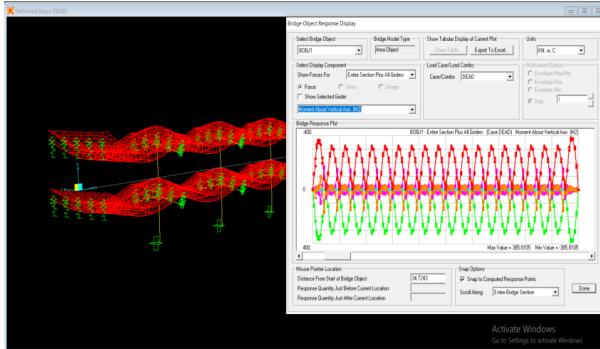 Deformed Shape (DEAD)
Bridge Object Response Display
Select Bridge Object
BOBJ1
Bridge Model Type
Area Object
Show Tabular Display of Current Plot
Show Table...
Export To Excel...
Units
KN, m, C
Select Display Component
Show Forces For
Entire Section Plus All Girders
Force
Stress
Design
Show Selected Girder
Moment About Vertical Axis (M2)
Load Case/Load Combo
Case/Combo
DEAD
Multivalued Options
Envelope Max/Min
Envelope Max
Envelope Min
Step
1
Bridge Response Plot
-400.
BOBJ1 - Entire Section Plus All Girders (Case DEAD) Moment About Vertical Axis (M2)
0
400.
Max Value = 385.8105 Min Value = -385.8105
Mouse Pointer Location
Distance From Start of Bridge Object
34.7243
Response Quantity Just Before Current Location
Response Quantity Just After Current Location
Snap Options
Snap to Computed Response Points
Scroll Along
Entire Bridge Section
Done
Activate Windows
Go to Settings to activate Windows.